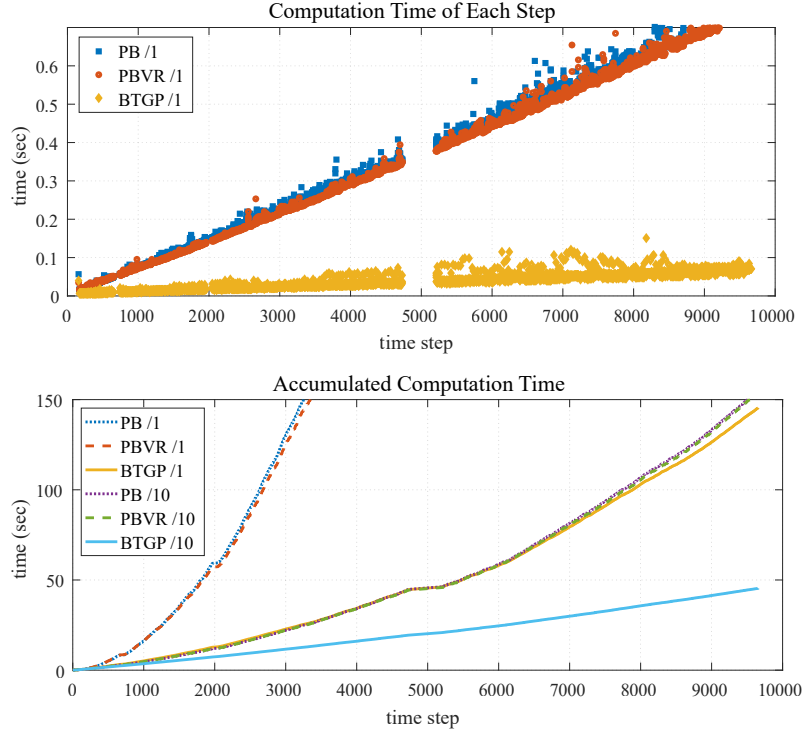 Computation Time of Each Step
PB /1
PBVR /1
BTGP /1
time (sec)
0.6
0.5
0.4
0.3
0.2
0.1
0
0 1000 2000 3000 4000 5000 6000 7000 8000 9000 10000
time step
Accumulated Computation Time
PB /1
PBVR /1
BTGP /1
PB /10
PBVR /10
BTGP /10
time (sec)
150
100
50
0
0 1000 2000 3000 4000 5000 6000 7000 8000 9000 10000
time step